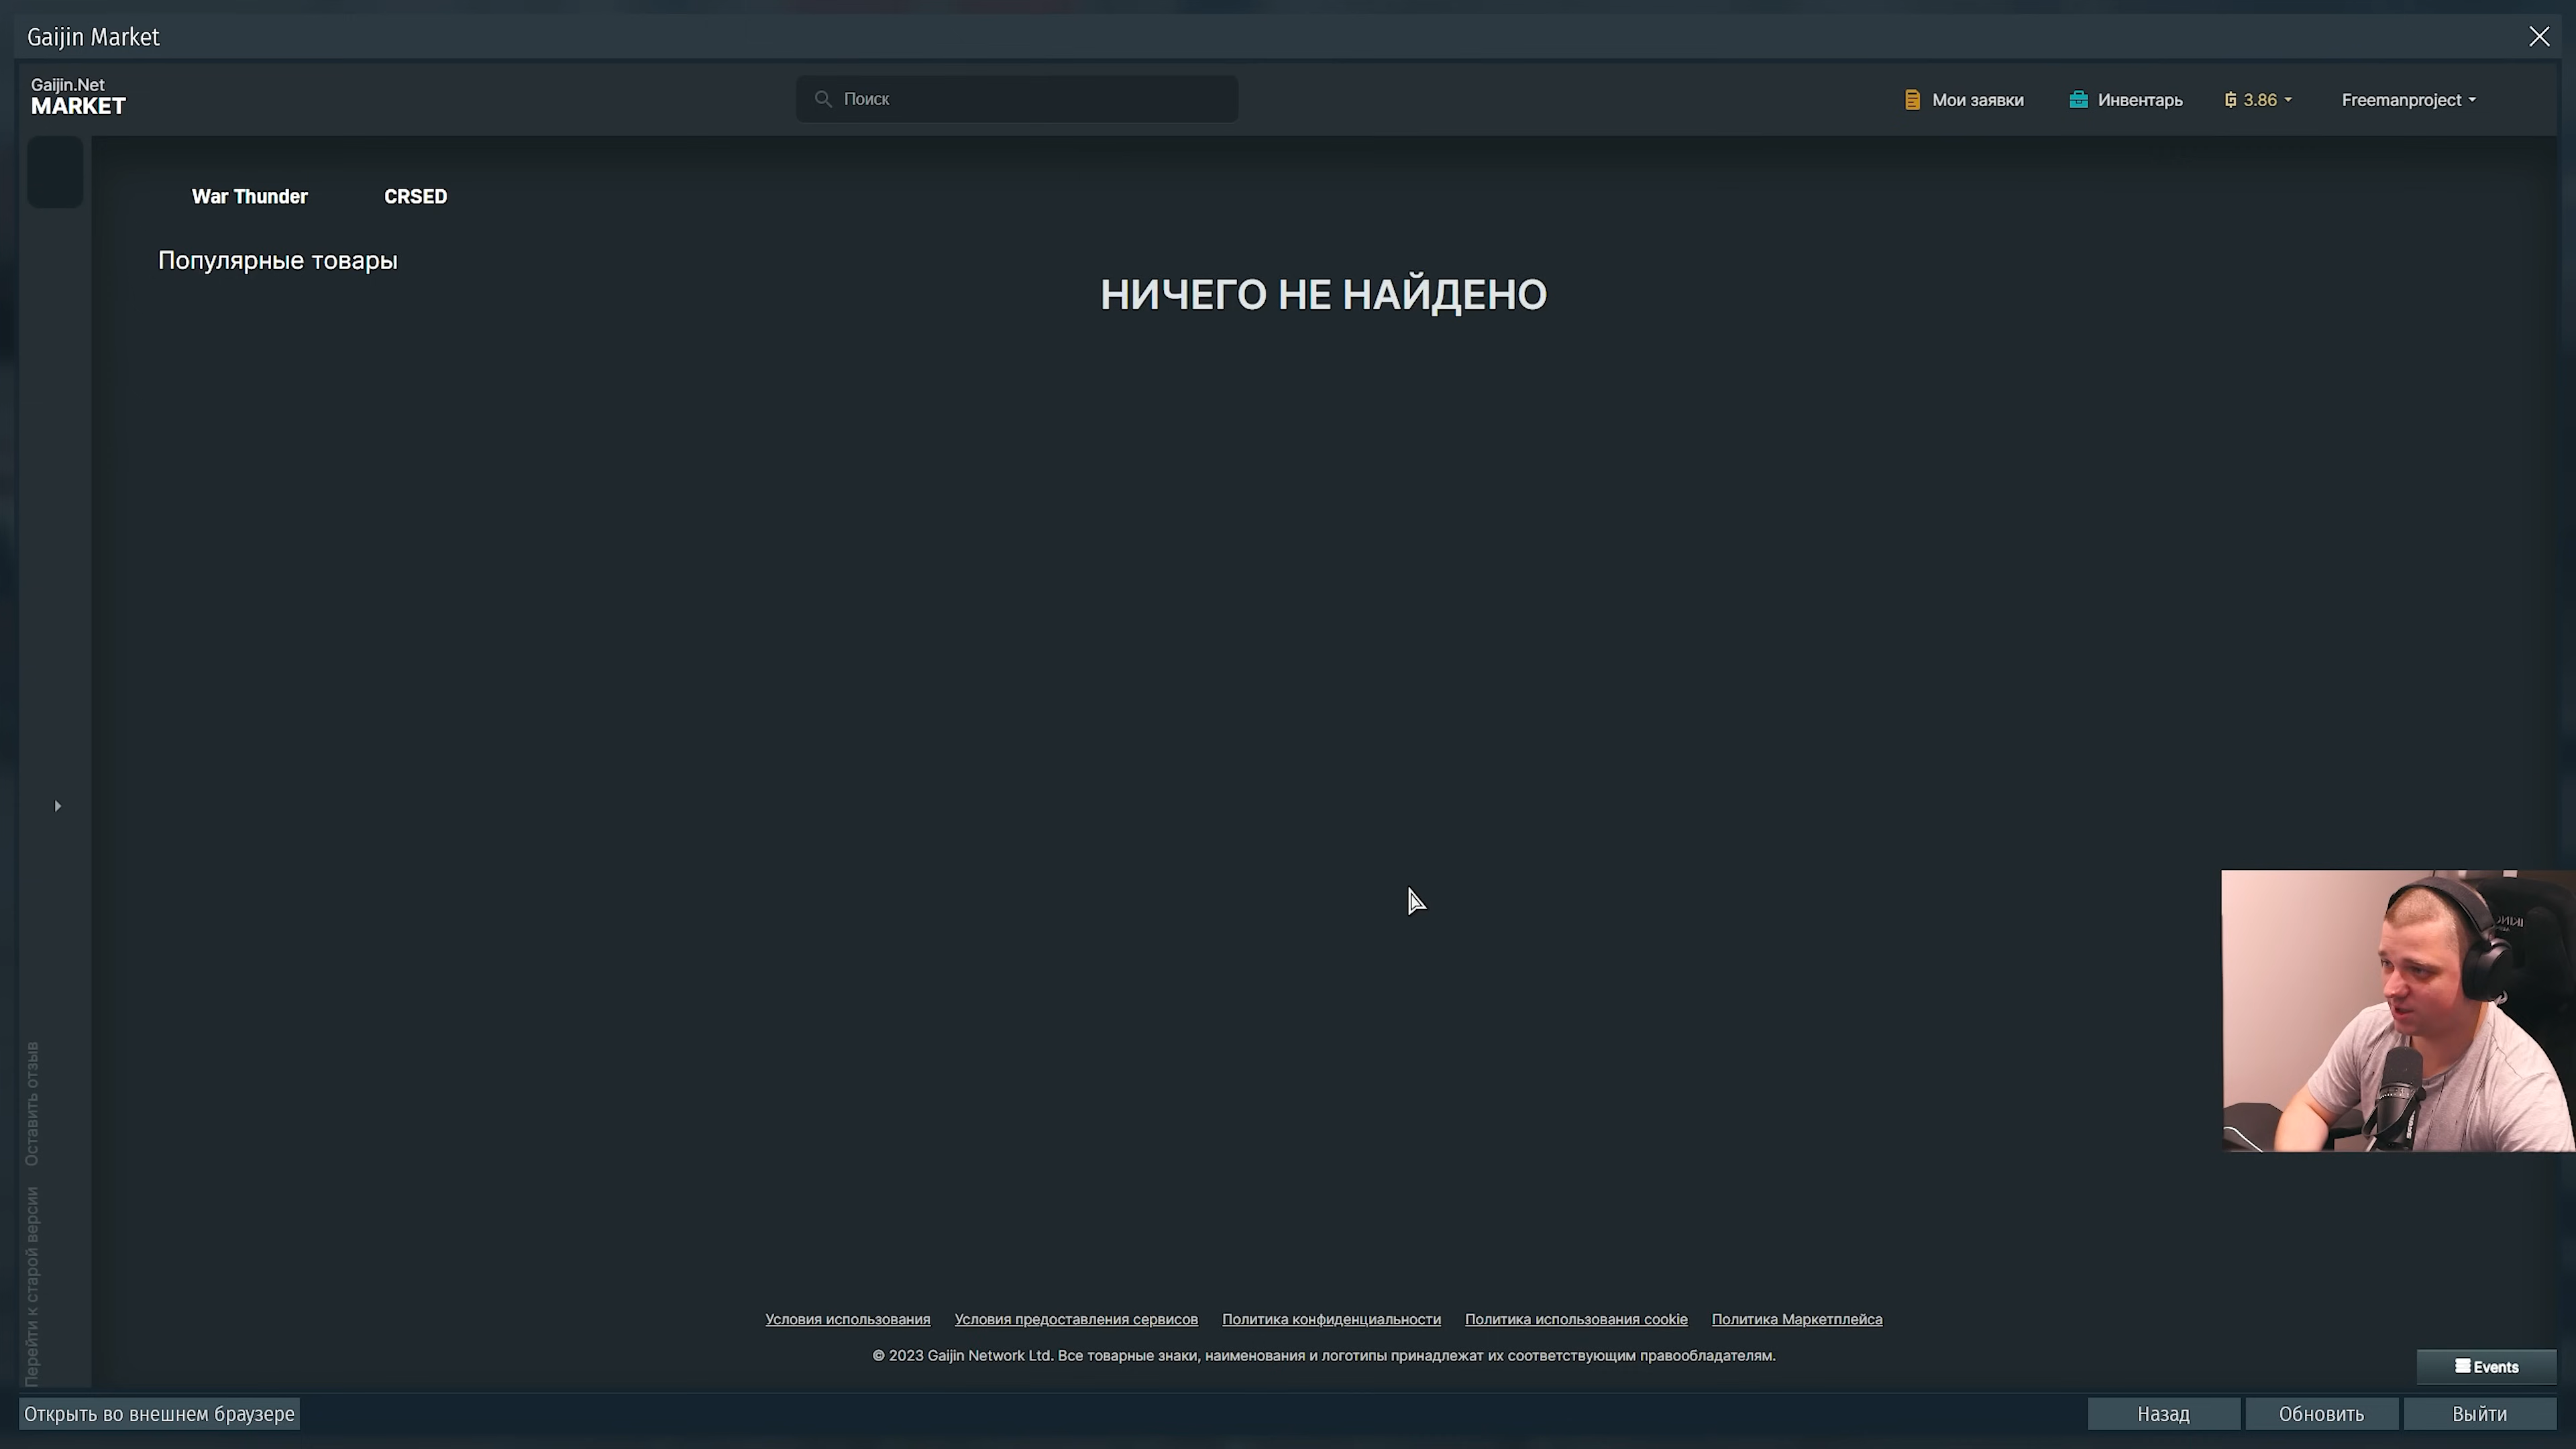 Gaijin Market
Gaijin.Net
MARKET
Поиск
Мои заявки
Инвентарь
3.86
Freemanproject
War Thunder
CRSED
Популярные товары
НИЧЕГО НЕ НАЙДЕНО
Оставить отзыв
Перейти к старой версии
Условия использования
Условия предоставления сервисов
Политика конфиденциальности
Политика использования cookie
Политика Маркетплейса
© 2023 Gaijin Network Ltd. Все товарные знаки, наименования и логотипы принадлежат их соответствующим правообладателям.
Events
Открыть во внешнем браузере
Назад
Обновить
Выйти